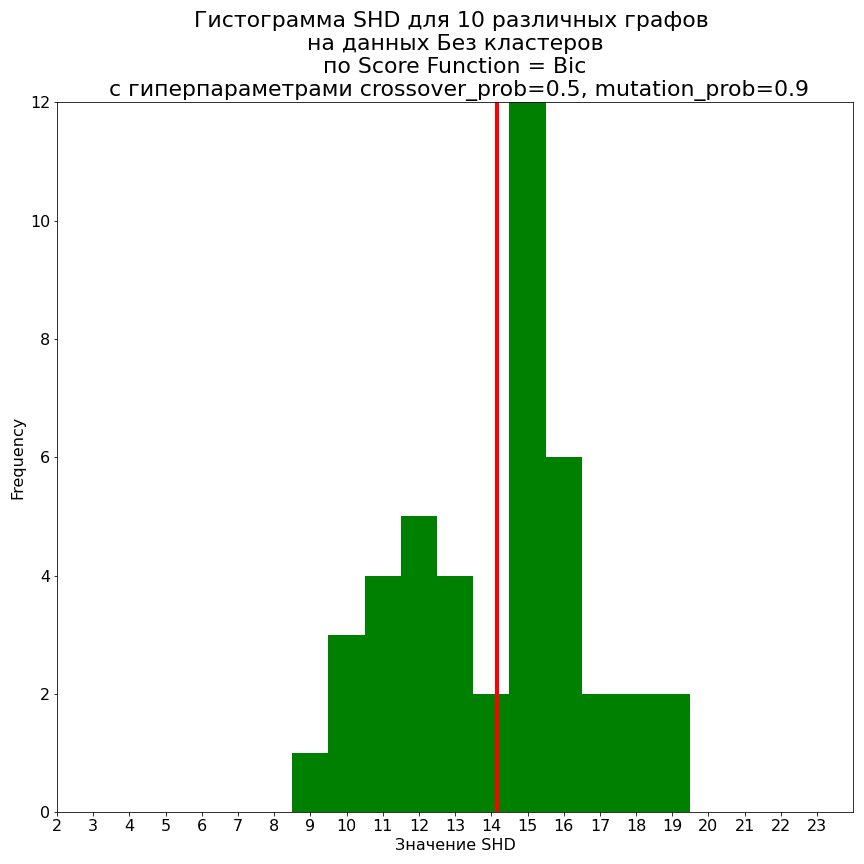 Гистограмма SHD для 10 различных графов
на данных Без кластеров
по Score Function = Bic
с гиперпараметрами crossover_prob=0.5, mutation_prob=0.9
12
10
8
6
4
2
0
Frequency
2 3 4 5 6 7 8 9 10 11 12 13 14 15 16 17 18 19 20 21 22 23
Значение SHD